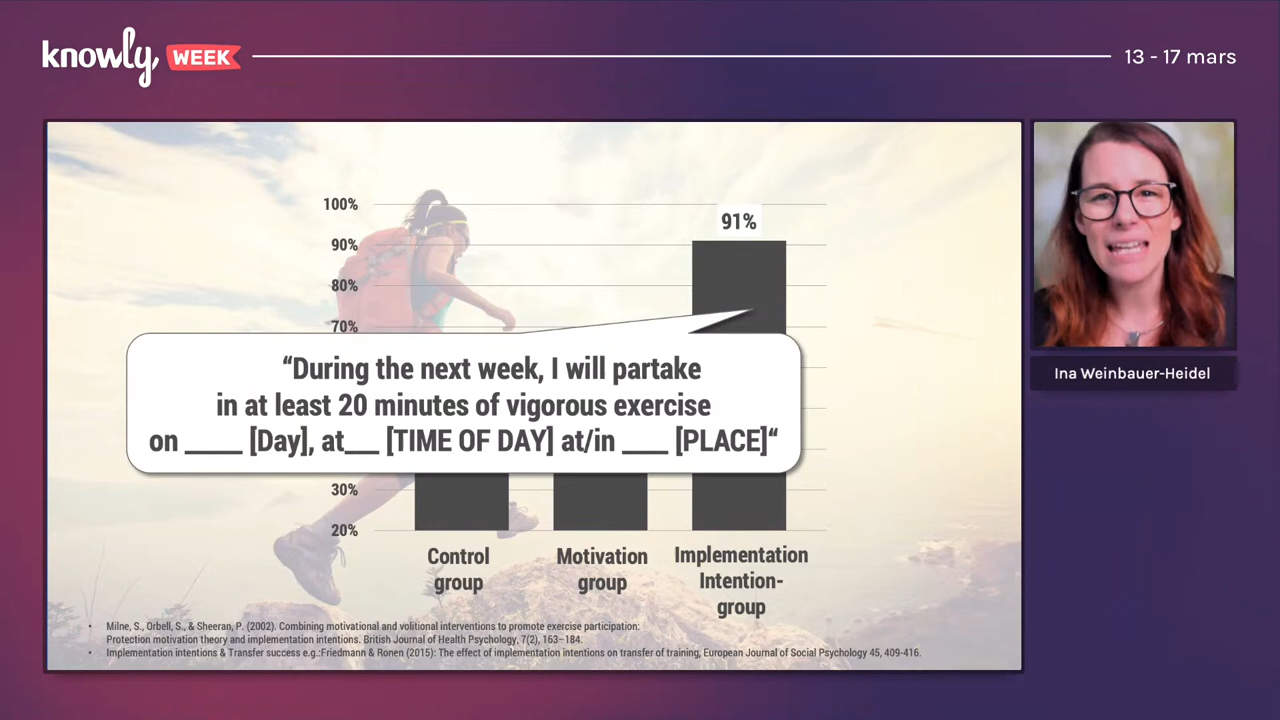 knowly WEEK
13 - 17 mars
100%
91%
90%
80%
70%
“During the next week, I will partake
in at least 20 minutes of vigorous exercise
on ____ [Day], at__ [TIME OF DAY] at/in ___ [PLACE]“
30%
20%
Control
group
Motivation
group
Implementation
Intention-
group
• Milne, S., Orbell, S., & Sheeran, P. (2002). Combining motivational and volitional interventions to promote exercise participation:
Protection motivation theory and implementation intentions. British Journal of Health Psychology, 7(2), 163–184.
• Implementation intentions & Transfer success e.g.:Friedmann & Ronen (2015): The effect of implementation intentions on transfer of training, European Journal of Social Psychology 45, 409-416.
Ina Weinbauer-Heidel